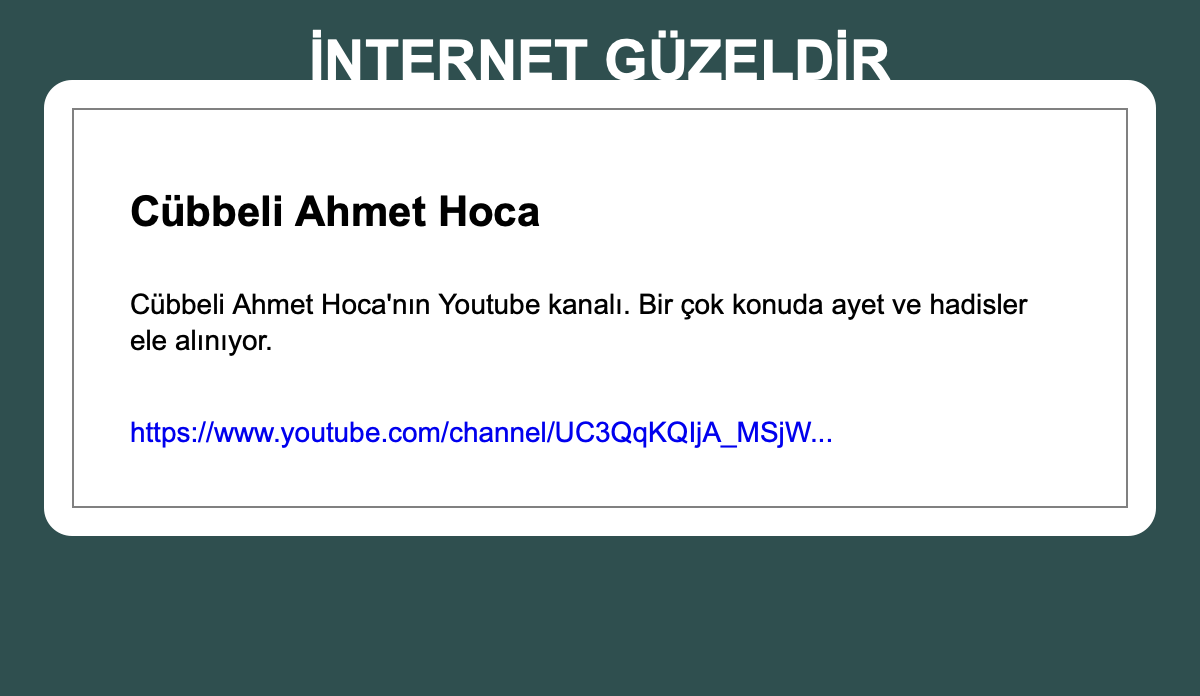 İNTERNET GÜZELDİR
Cübbeli Ahmet Hoca
Cübbeli Ahmet Hoca'nın Youtube kanalı. Bir çok konuda ayet ve hadisler
ele alınıyor.
https://www.youtube.com/channel/UC3QqKQIjA_MSjW...